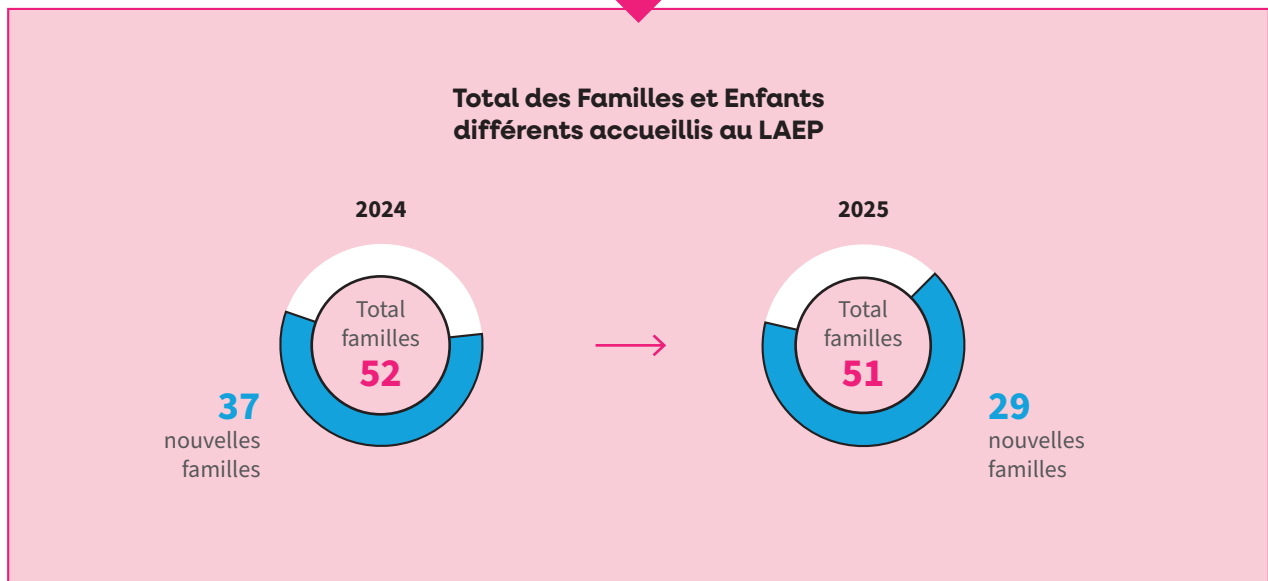 Total des Familles et Enfants
différents accueillis au LAEP
2024
Total
familles
52
37
nouvelles
familles
2025
Total
familles
51
29
nouvelles
familles